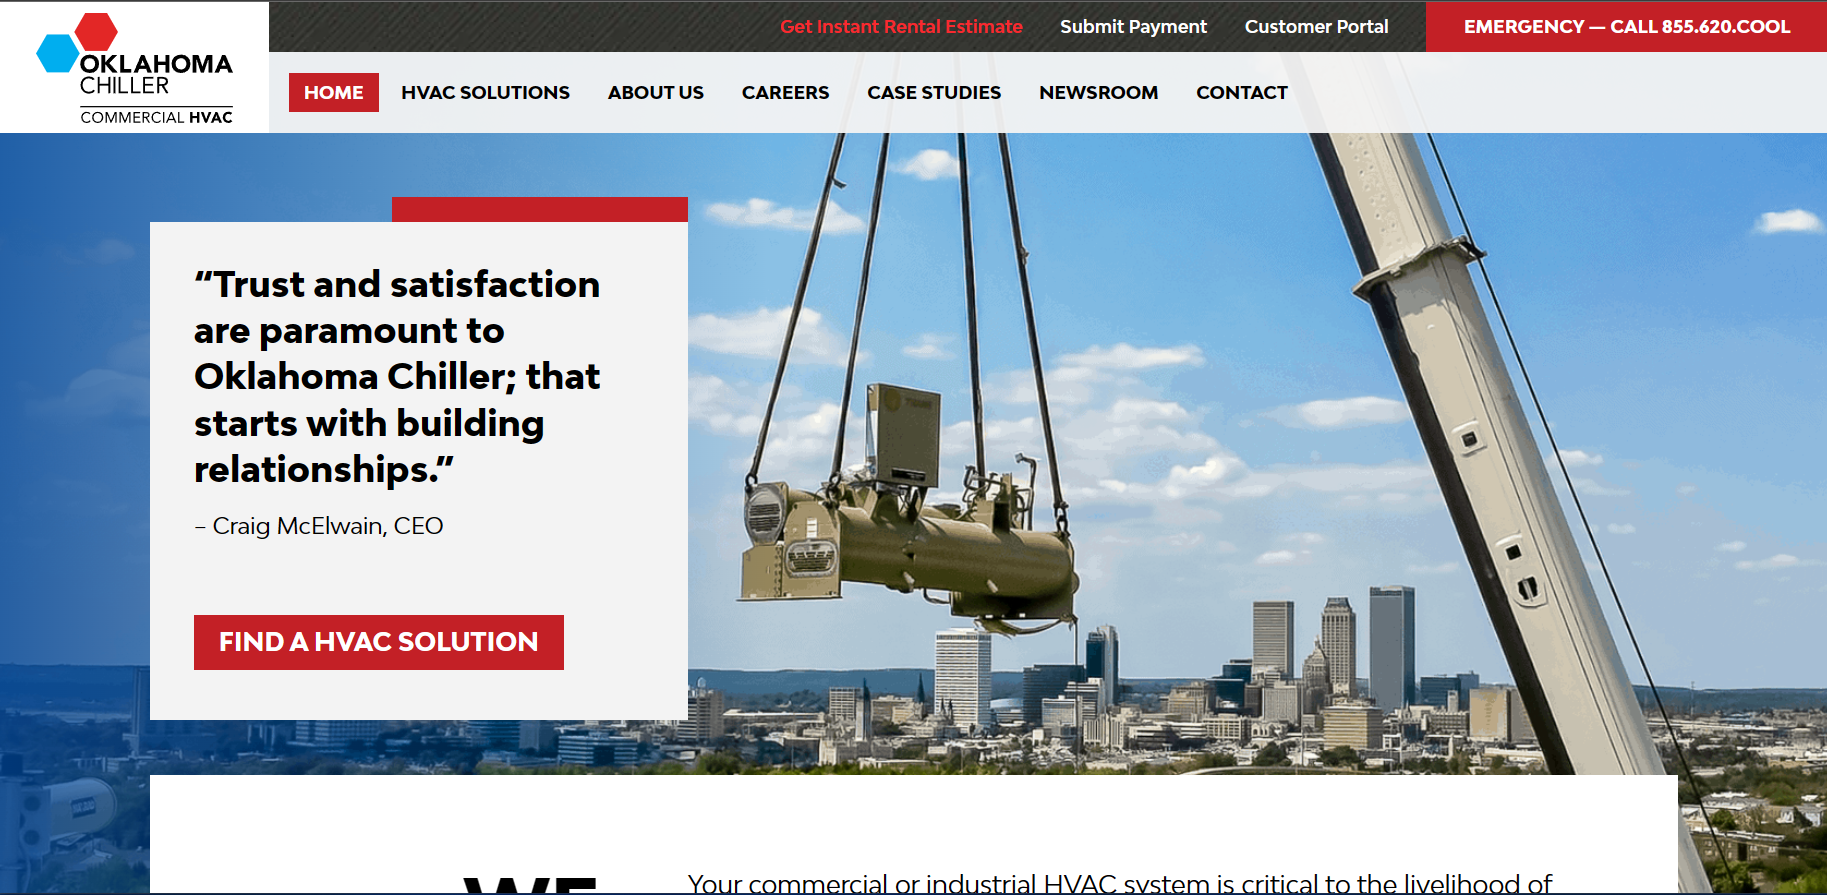 OKLAHOMA
CHILLER
COMMERCIAL HVAC
Get Instant Rental Estimate
Submit Payment
Customer Portal
EMERGENCY — CALL 855.620.COOL
HOME
HVAC SOLUTIONS
ABOUT US
CAREERS
CASE STUDIES
NEWSROOM
CONTACT
“Trust and satisfaction
are paramount to
Oklahoma Chiller; that
starts with building
relationships.”
– Craig McElwain, CEO
FIND A HVAC SOLUTION
WE
Your commercial or industrial HVAC system is critical to the livelihood of